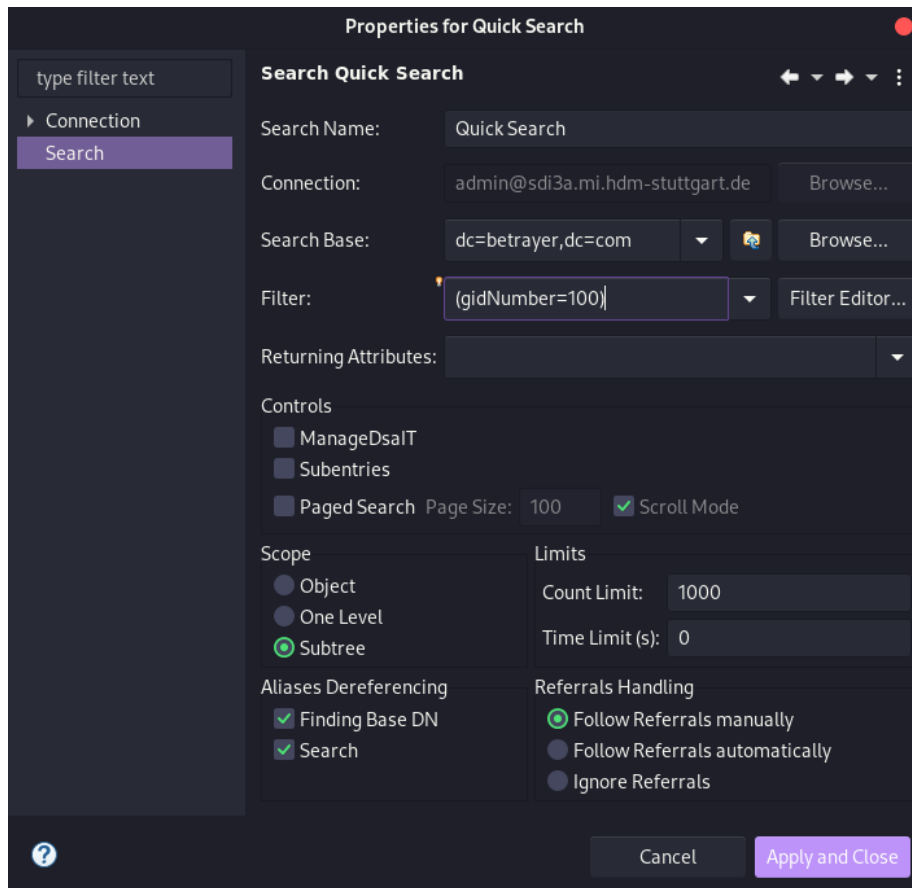 Properties for Quick Search
type filter text
Connection
Search
Search Quick Search
Search Name: Quick Search
Connection: admin@sdi3a.mi.hdm-stuttgart.de Browse...
Search Base: dc=betrayer,dc=com Browse...
Filter: (gidNumber=100) Filter Editor...
Returning Attributes:
Controls
ManageDsaIT
Subentries
Paged Search Page Size: 100 Scroll Mode
Scope
Object
One Level
Subtree
Limits
Count Limit: 1000
Time Limit (s): 0
Aliases Dereferencing
Finding Base DN
Search
Referrals Handling
Follow Referrals manually
Follow Referrals automatically
Ignore Referrals
?
Cancel Apply and Close